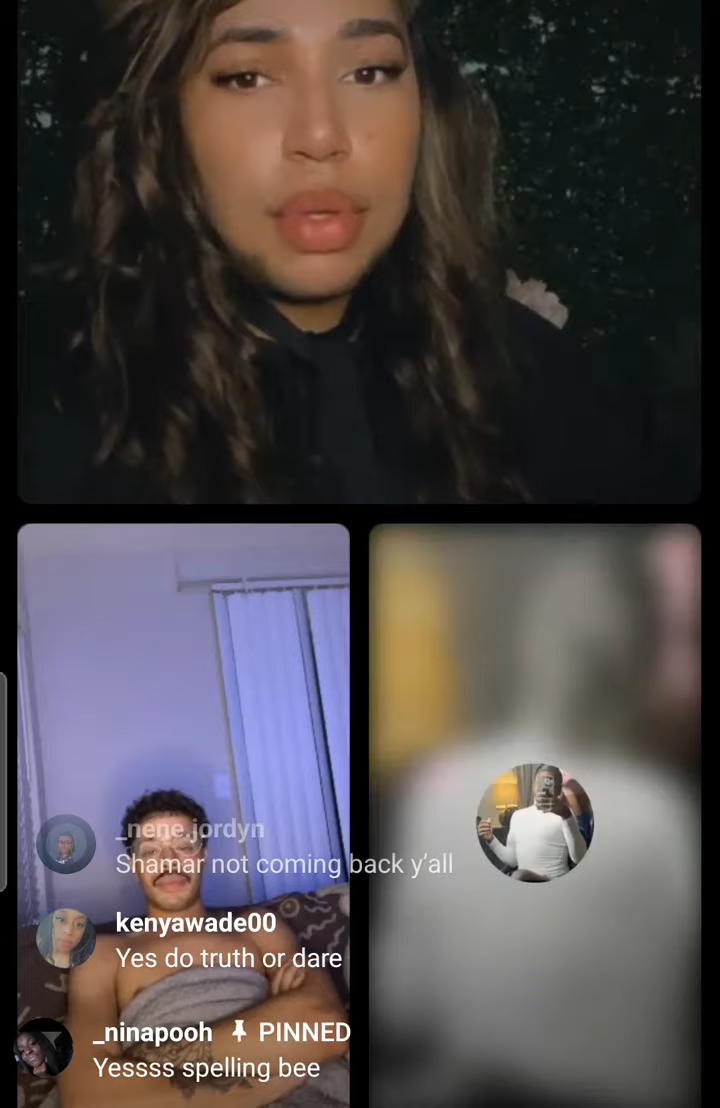 _nene.jordyn
Shamar not coming back y’all
kenyawade00
Yes do truth or dare
_ninapooh PINNED
Yessss spelling bee